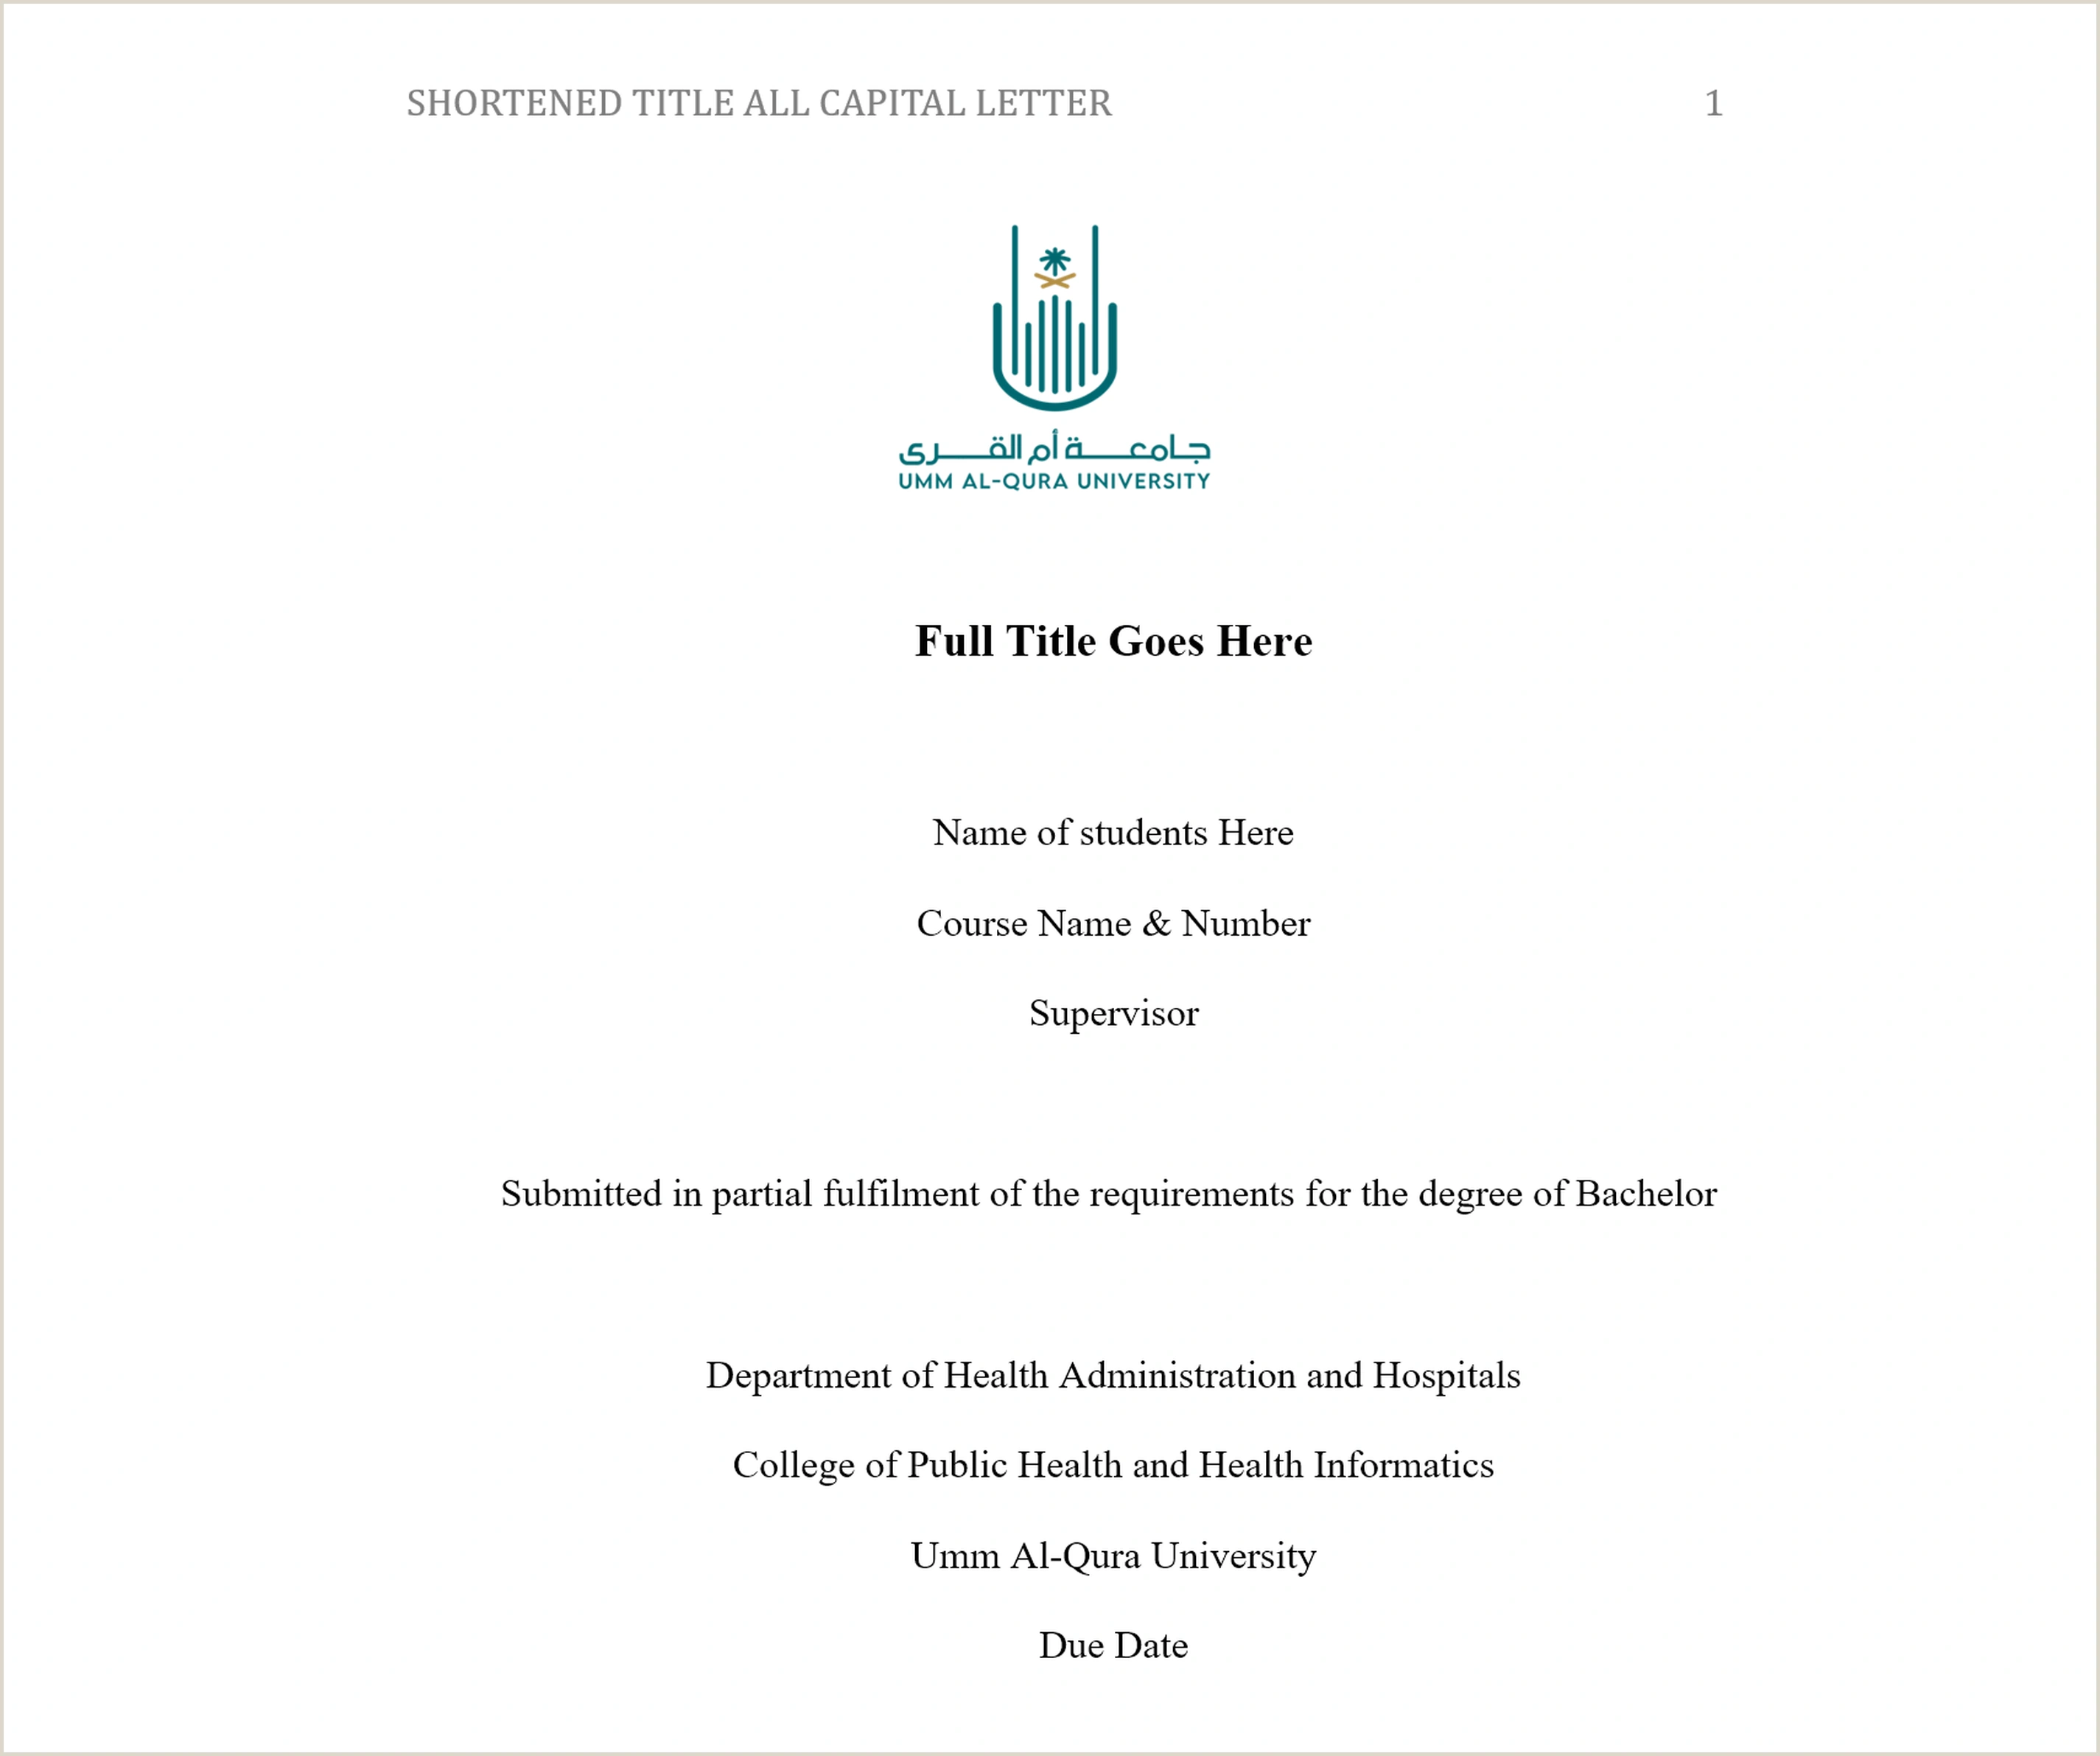 SHORTENED TITLE ALL CAPITAL LETTER 1
جامعة أم القرى
UMM AL-QURA UNIVERSITY
Full Title Goes Here
Name of students Here
Course Name & Number
Supervisor
Submitted in partial fulfilment of the requirements for the degree of Bachelor
Department of Health Administration and Hospitals
College of Public Health and Health Informatics
Umm Al-Qura University
Due Date